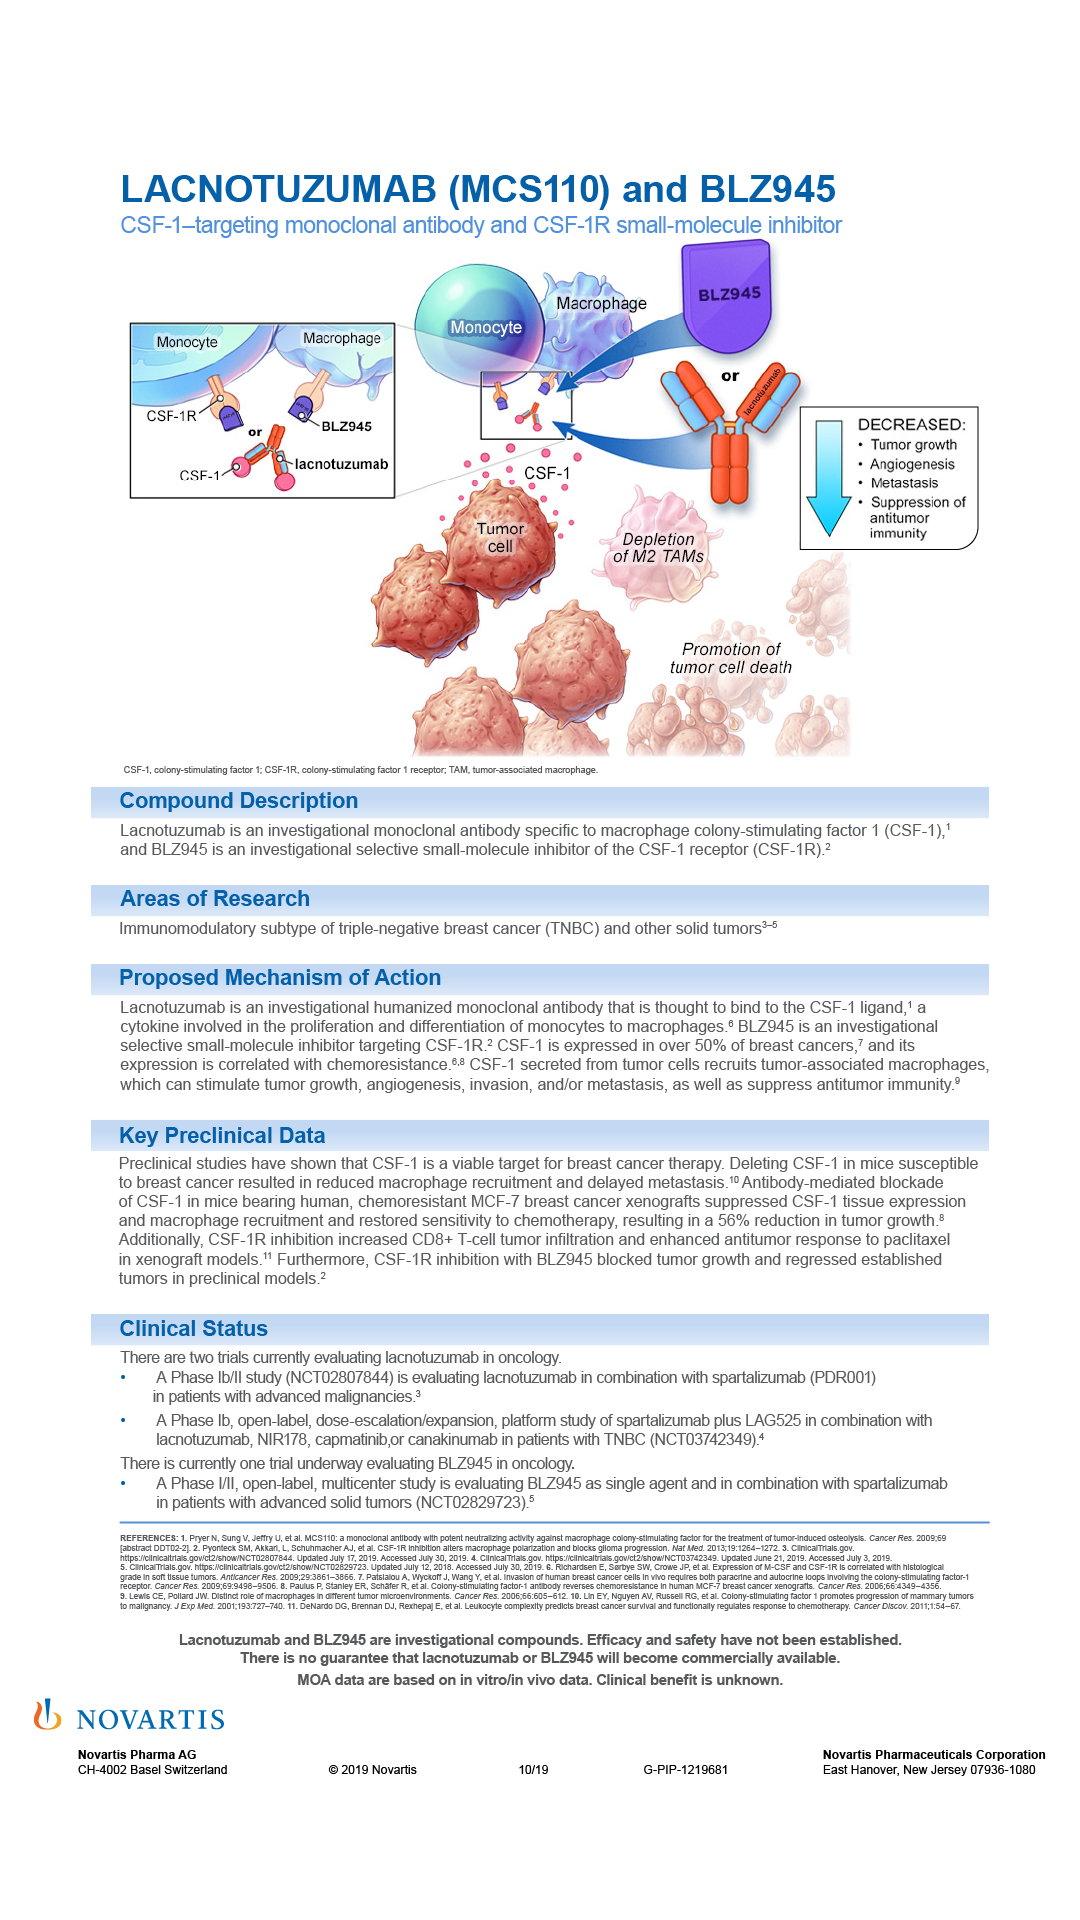 LACNOTUZUMAB (MCS110) and BLZ945
CSF-1–targeting monoclonal antibody and CSF-1R small-molecule inhibitor
BLZ945
Macrophage
Monocyte
Monocyte
Macrophage
or
lacnotuzumab
CSF-1R
BLZ945
or
lacnotuzumab
CSF-1
CSF-1
DECREASED:
• Tumor growth
• Angiogenesis
• Metastasis
• Suppression of
antitumor
immunity
Tumor
cell
Depletion
of M2 TAMs
Promotion of
tumor cell death
CSF-1, colony-stimulating factor 1; CSF-1R, colony-stimulating factor 1 receptor; TAM, tumor-associated macrophage.
Compound Description
Lacnotuzumab is an investigational monoclonal antibody specific to macrophage colony-stimulating factor 1 (CSF-1),¹
and BLZ945 is an investigational selective small-molecule inhibitor of the CSF-1 receptor (CSF-1R).²
Areas of Research
Immunomodulatory subtype of triple-negative breast cancer (TNBC) and other solid tumors³⁻⁵
Proposed Mechanism of Action
Lacnotuzumab is an investigational humanized monoclonal antibody that is thought to bind to the CSF-1 ligand,¹ a
cytokine involved in the proliferation and differentiation of monocytes to macrophages.⁶ BLZ945 is an investigational
selective small-molecule inhibitor targeting CSF-1R.² CSF-1 is expressed in over 50% of breast cancers,⁷ and its
expression is correlated with chemoresistance.⁶,⁸ CSF-1 secreted from tumor cells recruits tumor-associated macrophages,
which can stimulate tumor growth, angiogenesis, invasion, and/or metastasis, as well as suppress antitumor immunity.⁹
Key Preclinical Data
Preclinical studies have shown that CSF-1 is a viable target for breast cancer therapy. Deleting CSF-1 in mice susceptible
to breast cancer resulted in reduced macrophage recruitment and delayed metastasis.¹⁰ Antibody-mediated blockade
of CSF-1 in mice bearing human, chemoresistant MCF-7 breast cancer xenografts suppressed CSF-1 tissue expression
and macrophage recruitment and restored sensitivity to chemotherapy, resulting in a 56% reduction in tumor growth.⁸
Additionally, CSF-1R inhibition increased CD8+ T-cell tumor infiltration and enhanced antitumor response to paclitaxel
in xenograft models.¹¹ Furthermore, CSF-1R inhibition with BLZ945 blocked tumor growth and regressed established
tumors in preclinical models.²
Clinical Status
There are two trials currently evaluating lacnotuzumab in oncology.
• A Phase Ib/II study (NCT02807844) is evaluating lacnotuzumab in combination with spartalizumab (PDR001)
in patients with advanced malignancies.³
• A Phase Ib, open-label, dose-escalation/expansion, platform study of spartalizumab plus LAG525 in combination with
lacnotuzumab, NIR178, capmatinib,or canakinumab in patients with TNBC (NCT03742349).⁴
There is currently one trial underway evaluating BLZ945 in oncology.
• A Phase I/II, open-label, multicenter study is evaluating BLZ945 as single agent and in combination with spartalizumab
in patients with advanced solid tumors (NCT02829723).⁵
REFERENCES: 1. Pryer N, Sung V, Jeffry U, et al. MCS110: a monoclonal antibody with potent neutralizing activity against macrophage colony-stimulating factor for the treatment of tumor-induced osteolysis. Cancer Res. 2009;69
[abstract DDT02-2]. 2. Pyonteck SM, Akkari, L, Schuhmacher AJ, et al. CSF-1R inhibition alters macrophage polarization and blocks glioma progression. Nat Med. 2013;19:1264–1272. 3. ClinicalTrials.gov.
https://clinicaltrials.gov/ct2/show/NCT02807844. Updated July 17, 2019. Accessed July 30, 2019. 4. ClinicalTrials.gov. https://clinicaltrials.gov/ct2/show/NCT03742349. Updated June 21, 2019. Accessed July 3, 2019.
5. ClinicalTrials.gov. https://clinicaltrials.gov/ct2/show/NCT02829723. Updated July 12, 2018. Accessed July 30, 2019. 6. Richardsen E, Sørbye SW, Crowe JP, et al. Expression of M-CSF and CSF-1R is correlated with histological
grade in soft tissue tumors. Anticancer Res. 2009;29:3861–3866. 7. Patsialou A, Wyckoff J, Wang Y, et al. Invasion of human breast cancer cells in vivo requires both paracrine and autocrine loops involving the colony-stimulating factor-1
receptor. Cancer Res. 2009;69:9498–9506. 8. Paulus P, Stanley ER, Schäfer R, et al. Colony-stimulating factor-1 antibody reverses chemoresistance in human MCF-7 breast cancer xenografts. Cancer Res. 2006;66:4349–4356.
9. Lewis CE, Pollard JW. Distinct role of macrophages in different tumor microenvironments. Cancer Res. 2006;66:605–612. 10. Lin EY, Nguyen AV, Russell RG, et al. Colony-stimulating factor 1 promotes progression of mammary tumors
to malignancy. J Exp Med. 2001;193:727–740. 11. DeNardo DG, Brennan DJ, Rexhepaj E, et al. Leukocyte complexity predicts breast cancer survival and functionally regulates response to chemotherapy. Cancer Discov. 2011;1:54–67.
Lacnotuzumab and BLZ945 are investigational compounds. Efficacy and safety have not been established.
There is no guarantee that lacnotuzumab or BLZ945 will become commercially available.
MOA data are based on in vitro/in vivo data. Clinical benefit is unknown.
NOVARTIS
Novartis Pharma AG
CH-4002 Basel Switzerland
© 2019 Novartis
10/19
G-PIP-1219681
Novartis Pharmaceuticals Corporation
East Hanover, New Jersey 07936-1080